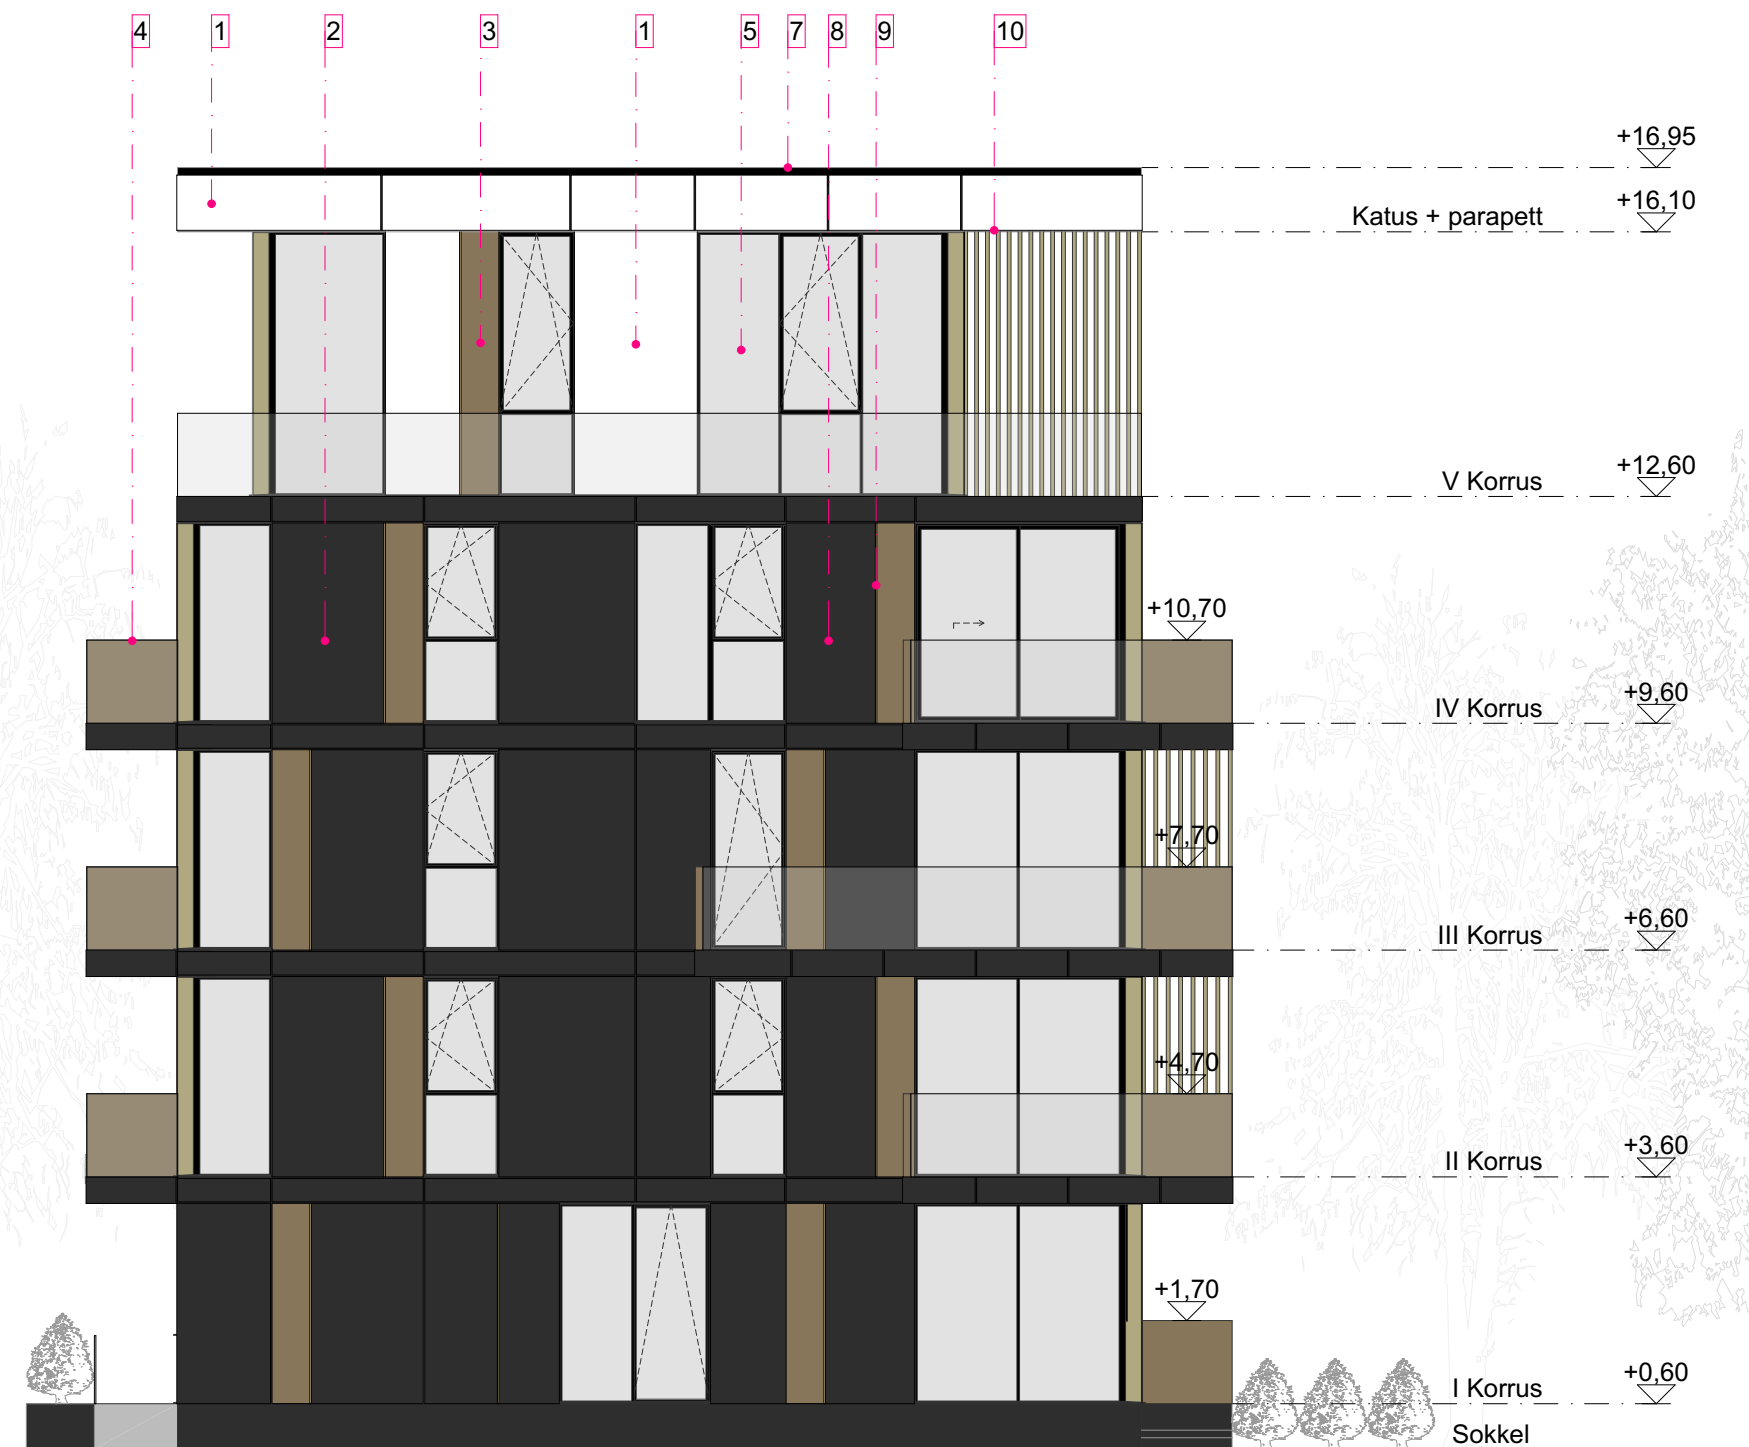 4 1 2 3 1 5 7 8 9 10
+16,95
Katus + parapett +16,10
V Korrus +12,60
+10,70
IV Korrus +9,60
+7,70
III Korrus +6,60
+4,70
II Korrus +3,60
+1,70
I Korrus +0,60
Sokkel